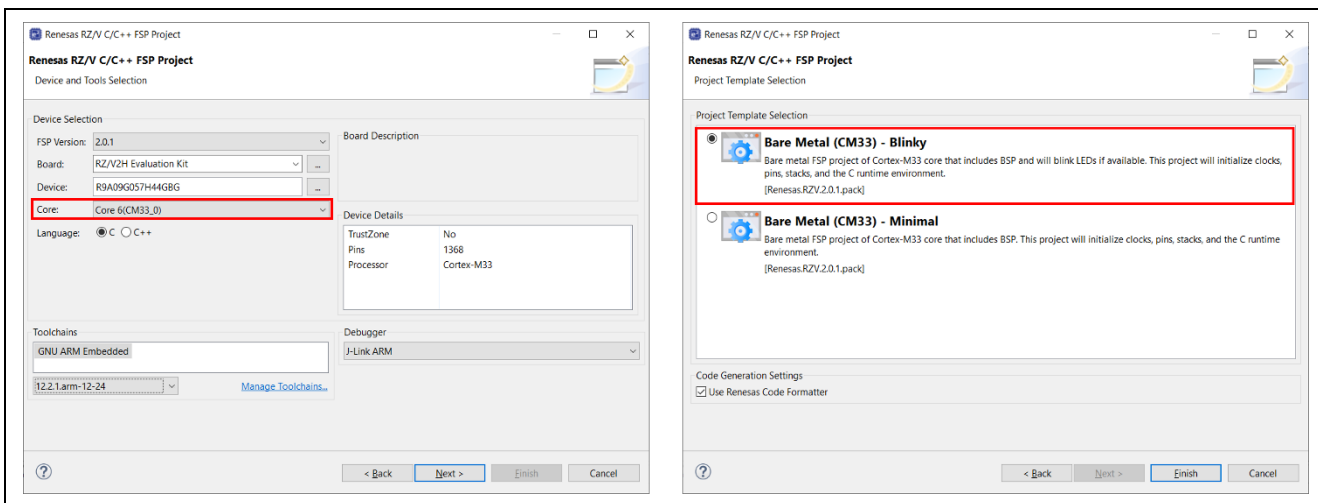 Renesas RZ/V C/C++ FSP Project
Renesas RZ/V C/C++ FSP Project
Device and Tools Selection
Device Selection
FSP Version: 2.0.1
Board: RZ/V2H Evaluation Kit ...
Device: R9A09G057H44GBG ...
Core: Core 6(CM33_0)
Language: C C++
Board Description
Device Details
TrustZone No
Pins 1368
Processor Cortex-M33
Toolchains
GNU ARM Embedded
12.2.1.arm-12-24
Manage Toolchains...
Debugger
J-Link ARM
?
< Back
Next >
Finish
Cancel
Renesas RZ/V C/C++ FSP Project
Renesas RZ/V C/C++ FSP Project
Project Template Selection
Project Template Selection
Bare Metal (CM33) - Blinky
Bare metal FSP project of Cortex-M33 core that includes BSP and will blink LEDs if available. This project will initialize clocks,
pins, stacks, and the C runtime environment.
[Renesas.RZV.2.0.1.pack]
Bare Metal (CM33) - Minimal
Bare metal FSP project of Cortex-M33 core that includes BSP. This project will initialize clocks, pins, stacks, and the C runtime
environment.
[Renesas.RZV.2.0.1.pack]
Code Generation Settings
Use Renesas Code Formatter
?
< Back
Next >
Finish
Cancel